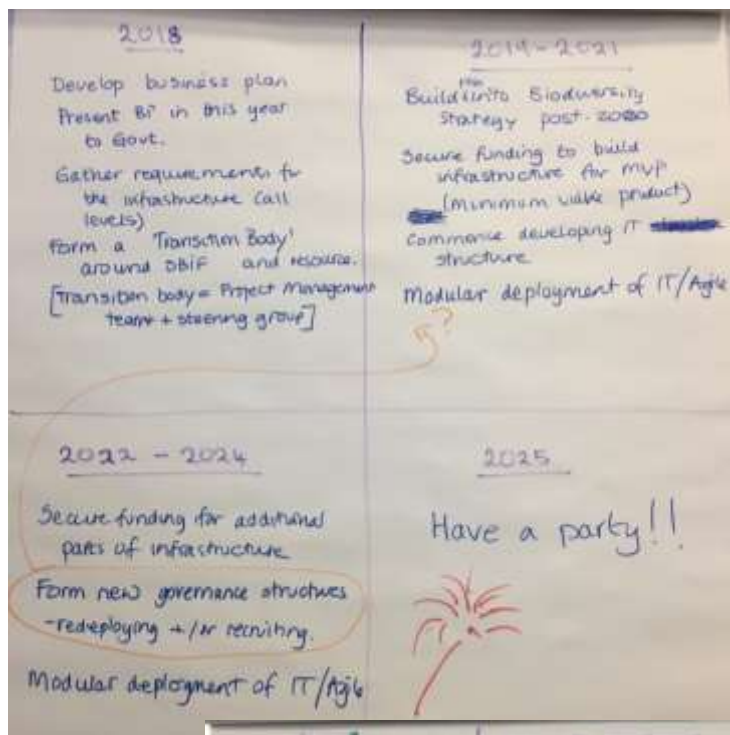 2018
Develop business plan
Present BP in this year
to Govt.
Gather requirements for
the infrastructure (all
levels)
Form a 'Transition Body'
around SBIF and resource.
[Transition body = Project Management
team + steering group]
2019-2021
Build into Biodiversity
Strategy post-2020
Secure funding to build
infrastructure for MVP
(minimum viable product)
Commence developing IT
structure
Modular deployment of IT/Agile
?
2022 - 2024
Secure funding for additional
parts of infrastructure
Form new governance structures
-redeploying +/or recruiting.
Modular deployment of IT/Agile
2025
Have a party!!